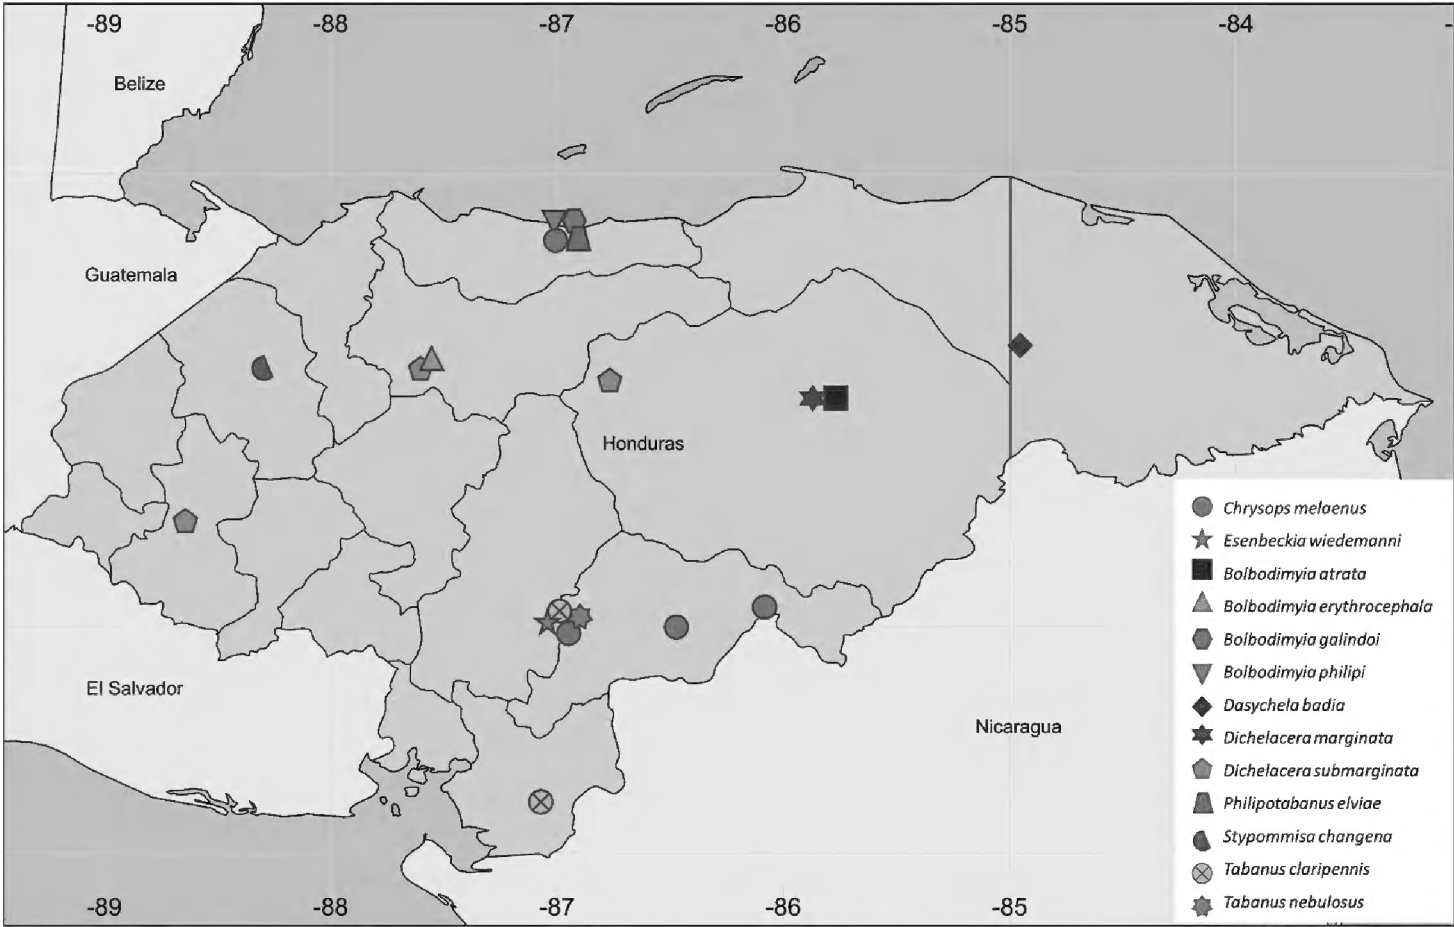 -89 -88 -87 -86 -85 -84 -
Belize
Guatemala
Honduras
El Salvador
Nicaragua
Chrysops melaenus
Esenbeckia wiedemanni
Bolbodimyia atrata
Bolbodimyia erythrocephala
Bolbodimyia galindoi
Bolbodimyia philipi
Dasychela badia
Dichelacera marginata
Dichelacera submarginata
Philipotabanus elviae
Stypommisa changena
Tabanus claripennis
Tabanus nebulosus
-89 -88 -87 -86 -85